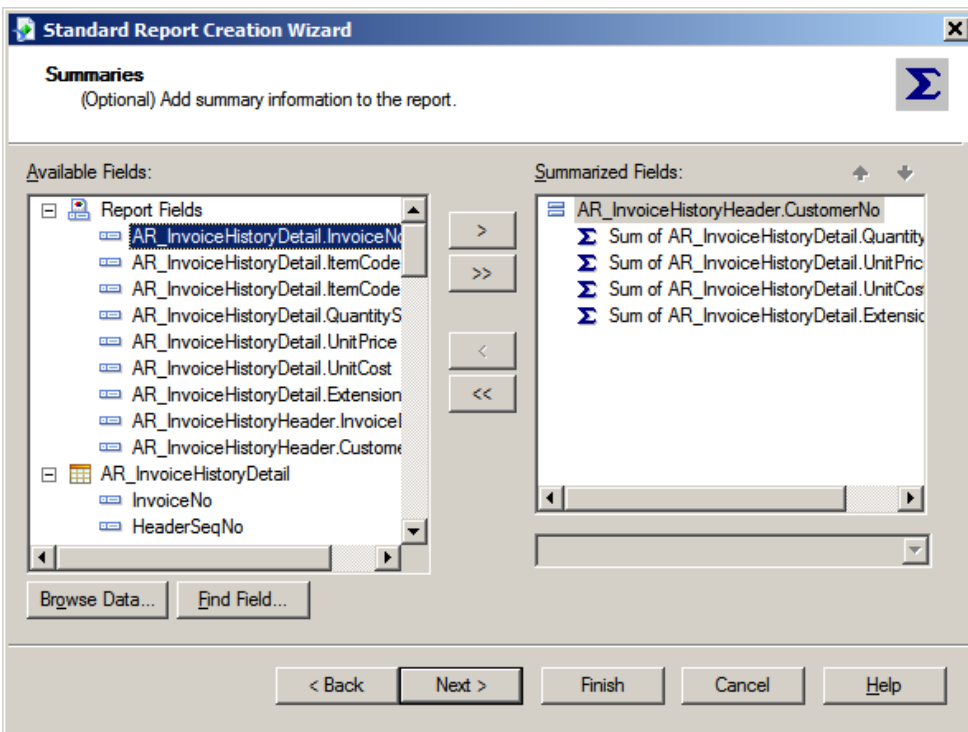 Standard Report Creation Wizard
Summaries
(Optional) Add summary information to the report.
Σ
Available Fields:
Report Fields
AR_InvoiceHistoryDetail.InvoiceNo
AR_InvoiceHistoryDetail.ItemCode
AR_InvoiceHistoryDetail.ItemCode
AR_InvoiceHistoryDetail.QuantityS
AR_InvoiceHistoryDetail.UnitPrice
AR_InvoiceHistoryDetail.UnitCost
AR_InvoiceHistoryDetail.Extension
AR_InvoiceHistoryHeader.InvoiceI
AR_InvoiceHistoryHeader.Custome
AR_InvoiceHistoryDetail
InvoiceNo
HeaderSeqNo
Browse Data...
Find Field...
>
>>
<
<<
Summarized Fields:
AR_InvoiceHistoryHeader.CustomerNo
Σ Sum of AR_InvoiceHistoryDetail.Quantity
Σ Sum of AR_InvoiceHistoryDetail.UnitPric
Σ Sum of AR_InvoiceHistoryDetail.UnitCost
Σ Sum of AR_InvoiceHistoryDetail.Extensic
< Back
Next >
Finish
Cancel
Help